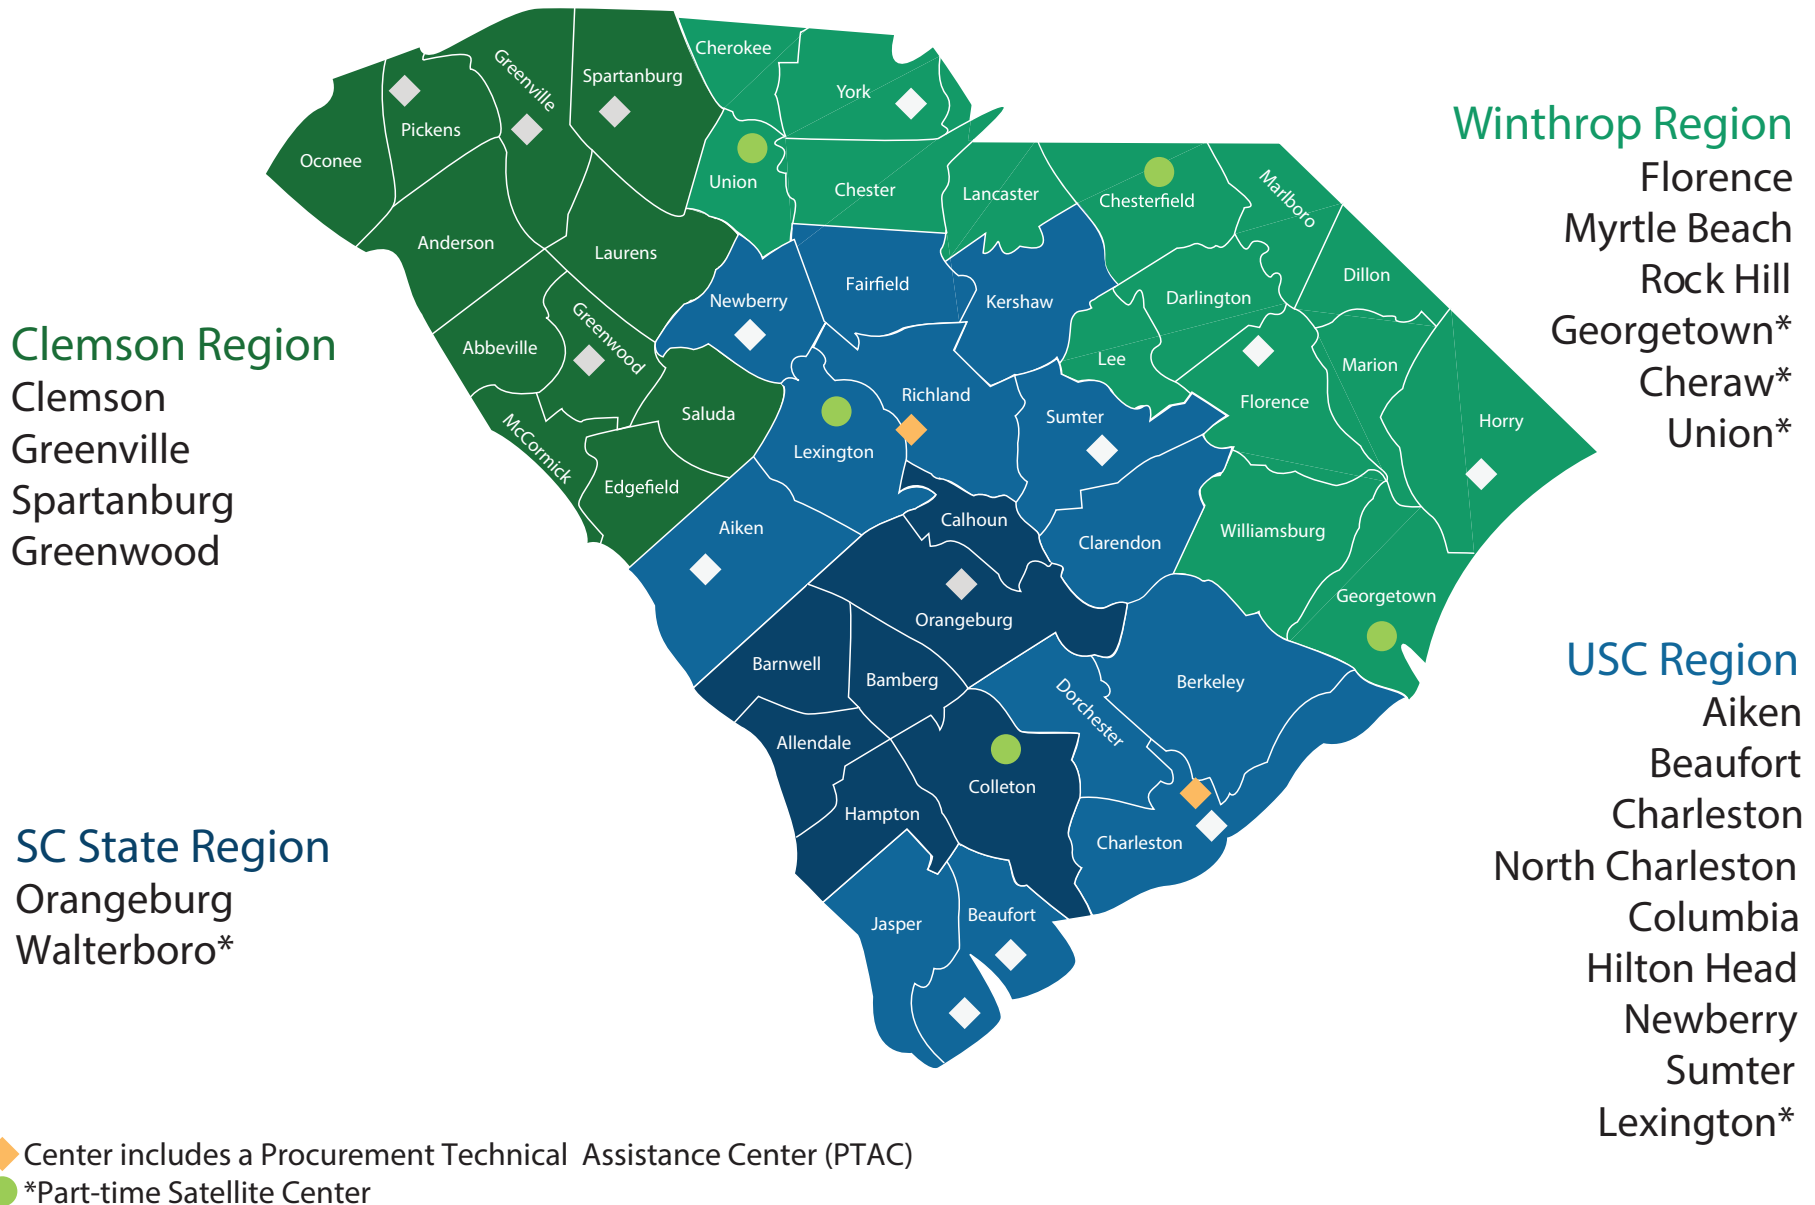 Cherokee
Greenville
Spartanburg
York
Pickens
Oconee
Union
Chester
Lancaster
Chesterfield
Marlboro
Anderson
Laurens
Newberry
Fairfield
Kershaw
Darlington
Dillon
Abbeville
Greenwood
Lee
Marion
Richland
Saluda
Sumter
Florence
Horry
McCormick
Lexington
Edgefield
Aiken
Calhoun
Clarendon
Williamsburg
Orangeburg
Georgetown
Barnwell
Bamberg
Dorchester
Berkeley
Allendale
Colleton
Hampton
Charleston
Jasper
Beaufort
Clemson Region
Clemson
Greenville
Spartanburg
Greenwood
SC State Region
Orangeburg
Walterboro*
Winthrop Region
Florence
Myrtle Beach
Rock Hill
Georgetown*
Cheraw*
Union*
USC Region
Aiken
Beaufort
Charleston
North Charleston
Columbia
Hilton Head
Newberry
Sumter
Lexington*
Center includes a Procurement Technical Assistance Center (PTAC)
*Part-time Satellite Center